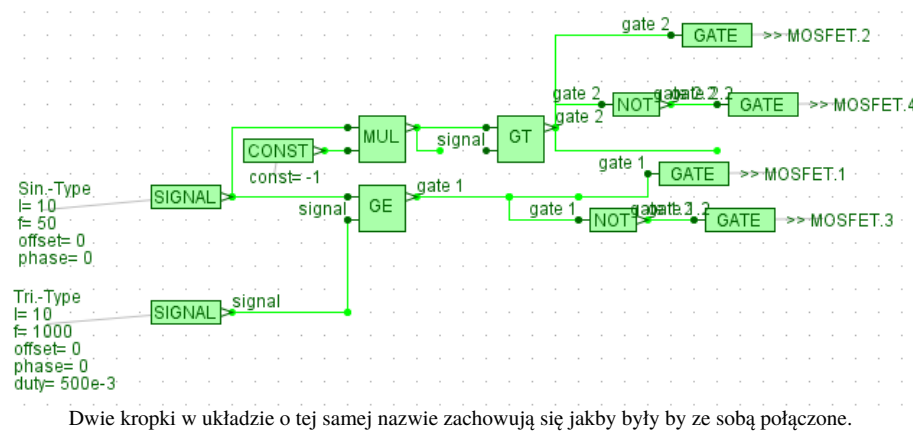 gate 2
GATE
>> MOSFET.2
gate 2
NOT
gate 2.2
GATE
>> MOSFET.4
gate 2
MUL
signal
GT
CONST
const= -1
gate 1
GATE
>> MOSFET.1
Sin.-Type
I= 10
f= 50
offset= 0
phase= 0
SIGNAL
signal
GE
gate 1
gate 1
NOT
GATE
>> MOSFET.3
Tri.-Type
I= 10
f= 1000
offset= 0
phase= 0
duty= 500e-3
SIGNAL
signal
Dwie kropki w układzie o tej samej nazwie zachowują się jakby były by ze sobą połączone.